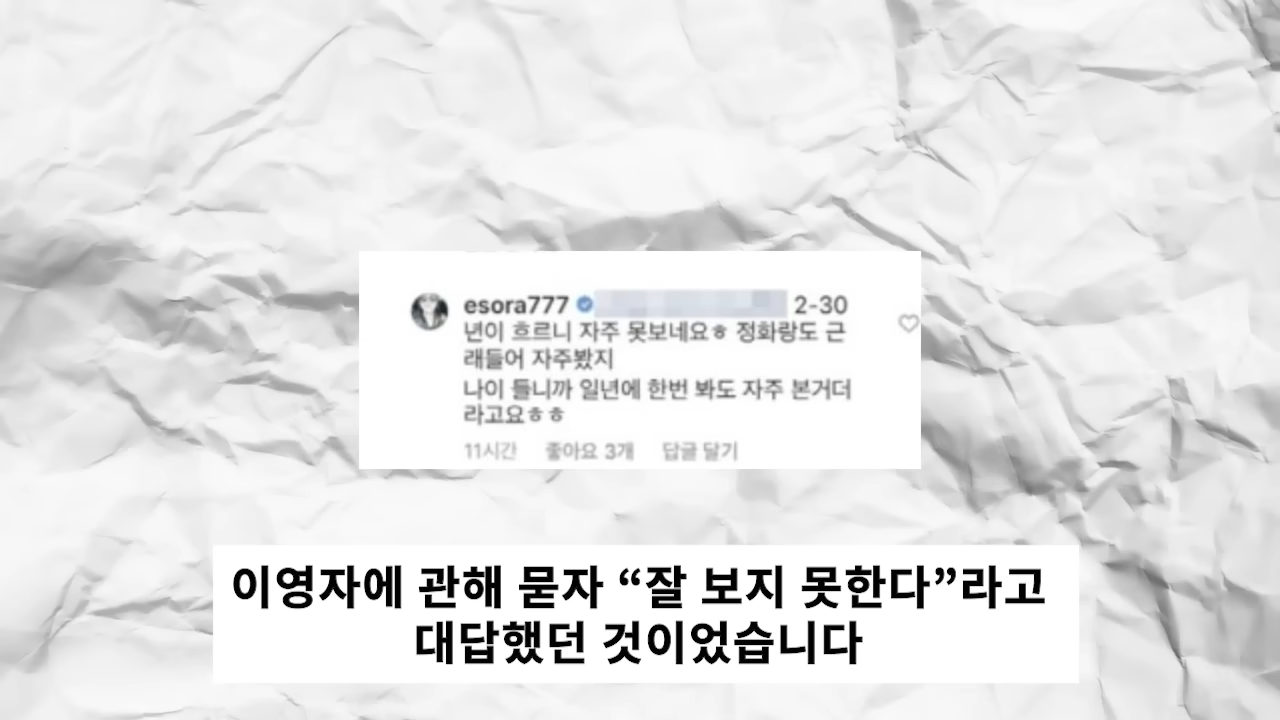 esora777 2-30
년이 흐르니 자주 못보네요ㅎ 정화랑도 근
래들어 자주봤지
나이 들니까 일년에 한번 봐도 자주 본거더
라고요ㅎㅎ
11시간 좋아요 3개 답글 달기
이영자에 관해 묻자 “잘 보지 못한다”라고
대답했던 것이었습니다